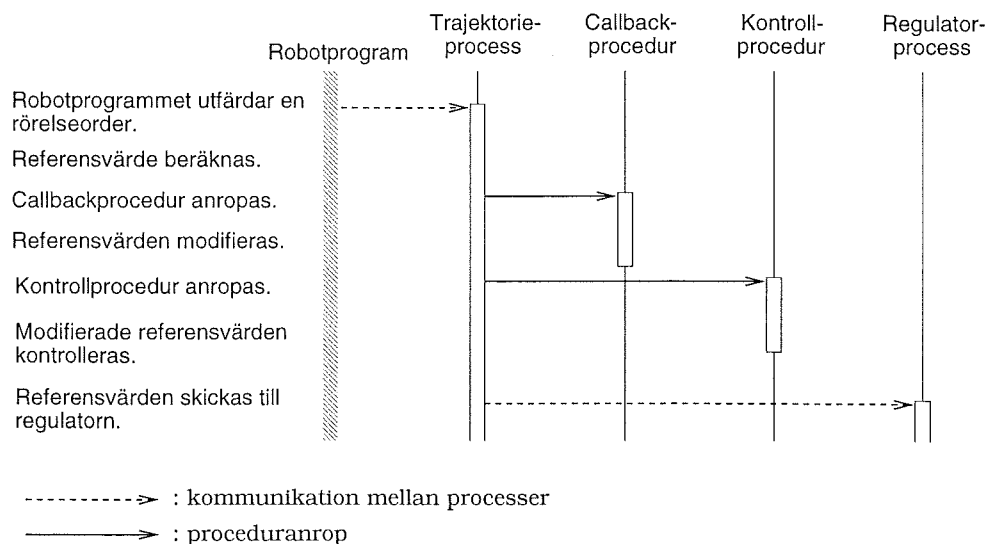 Robotprogram
Trajektorie-
process
Callback-
procedur
Kontroll-
procedur
Regulator-
process
Robotprogrammet utfärdar en
rörelseorder.
Referensvärde beräknas.
Callbackprocedur anropas.
Referensvärden modifieras.
Kontrollprocedur anropas.
Modifierade referensvärden
kontrolleras.
Referensvärden skickas till
regulatorn.
: kommunikation mellan processer
: proceduranrop